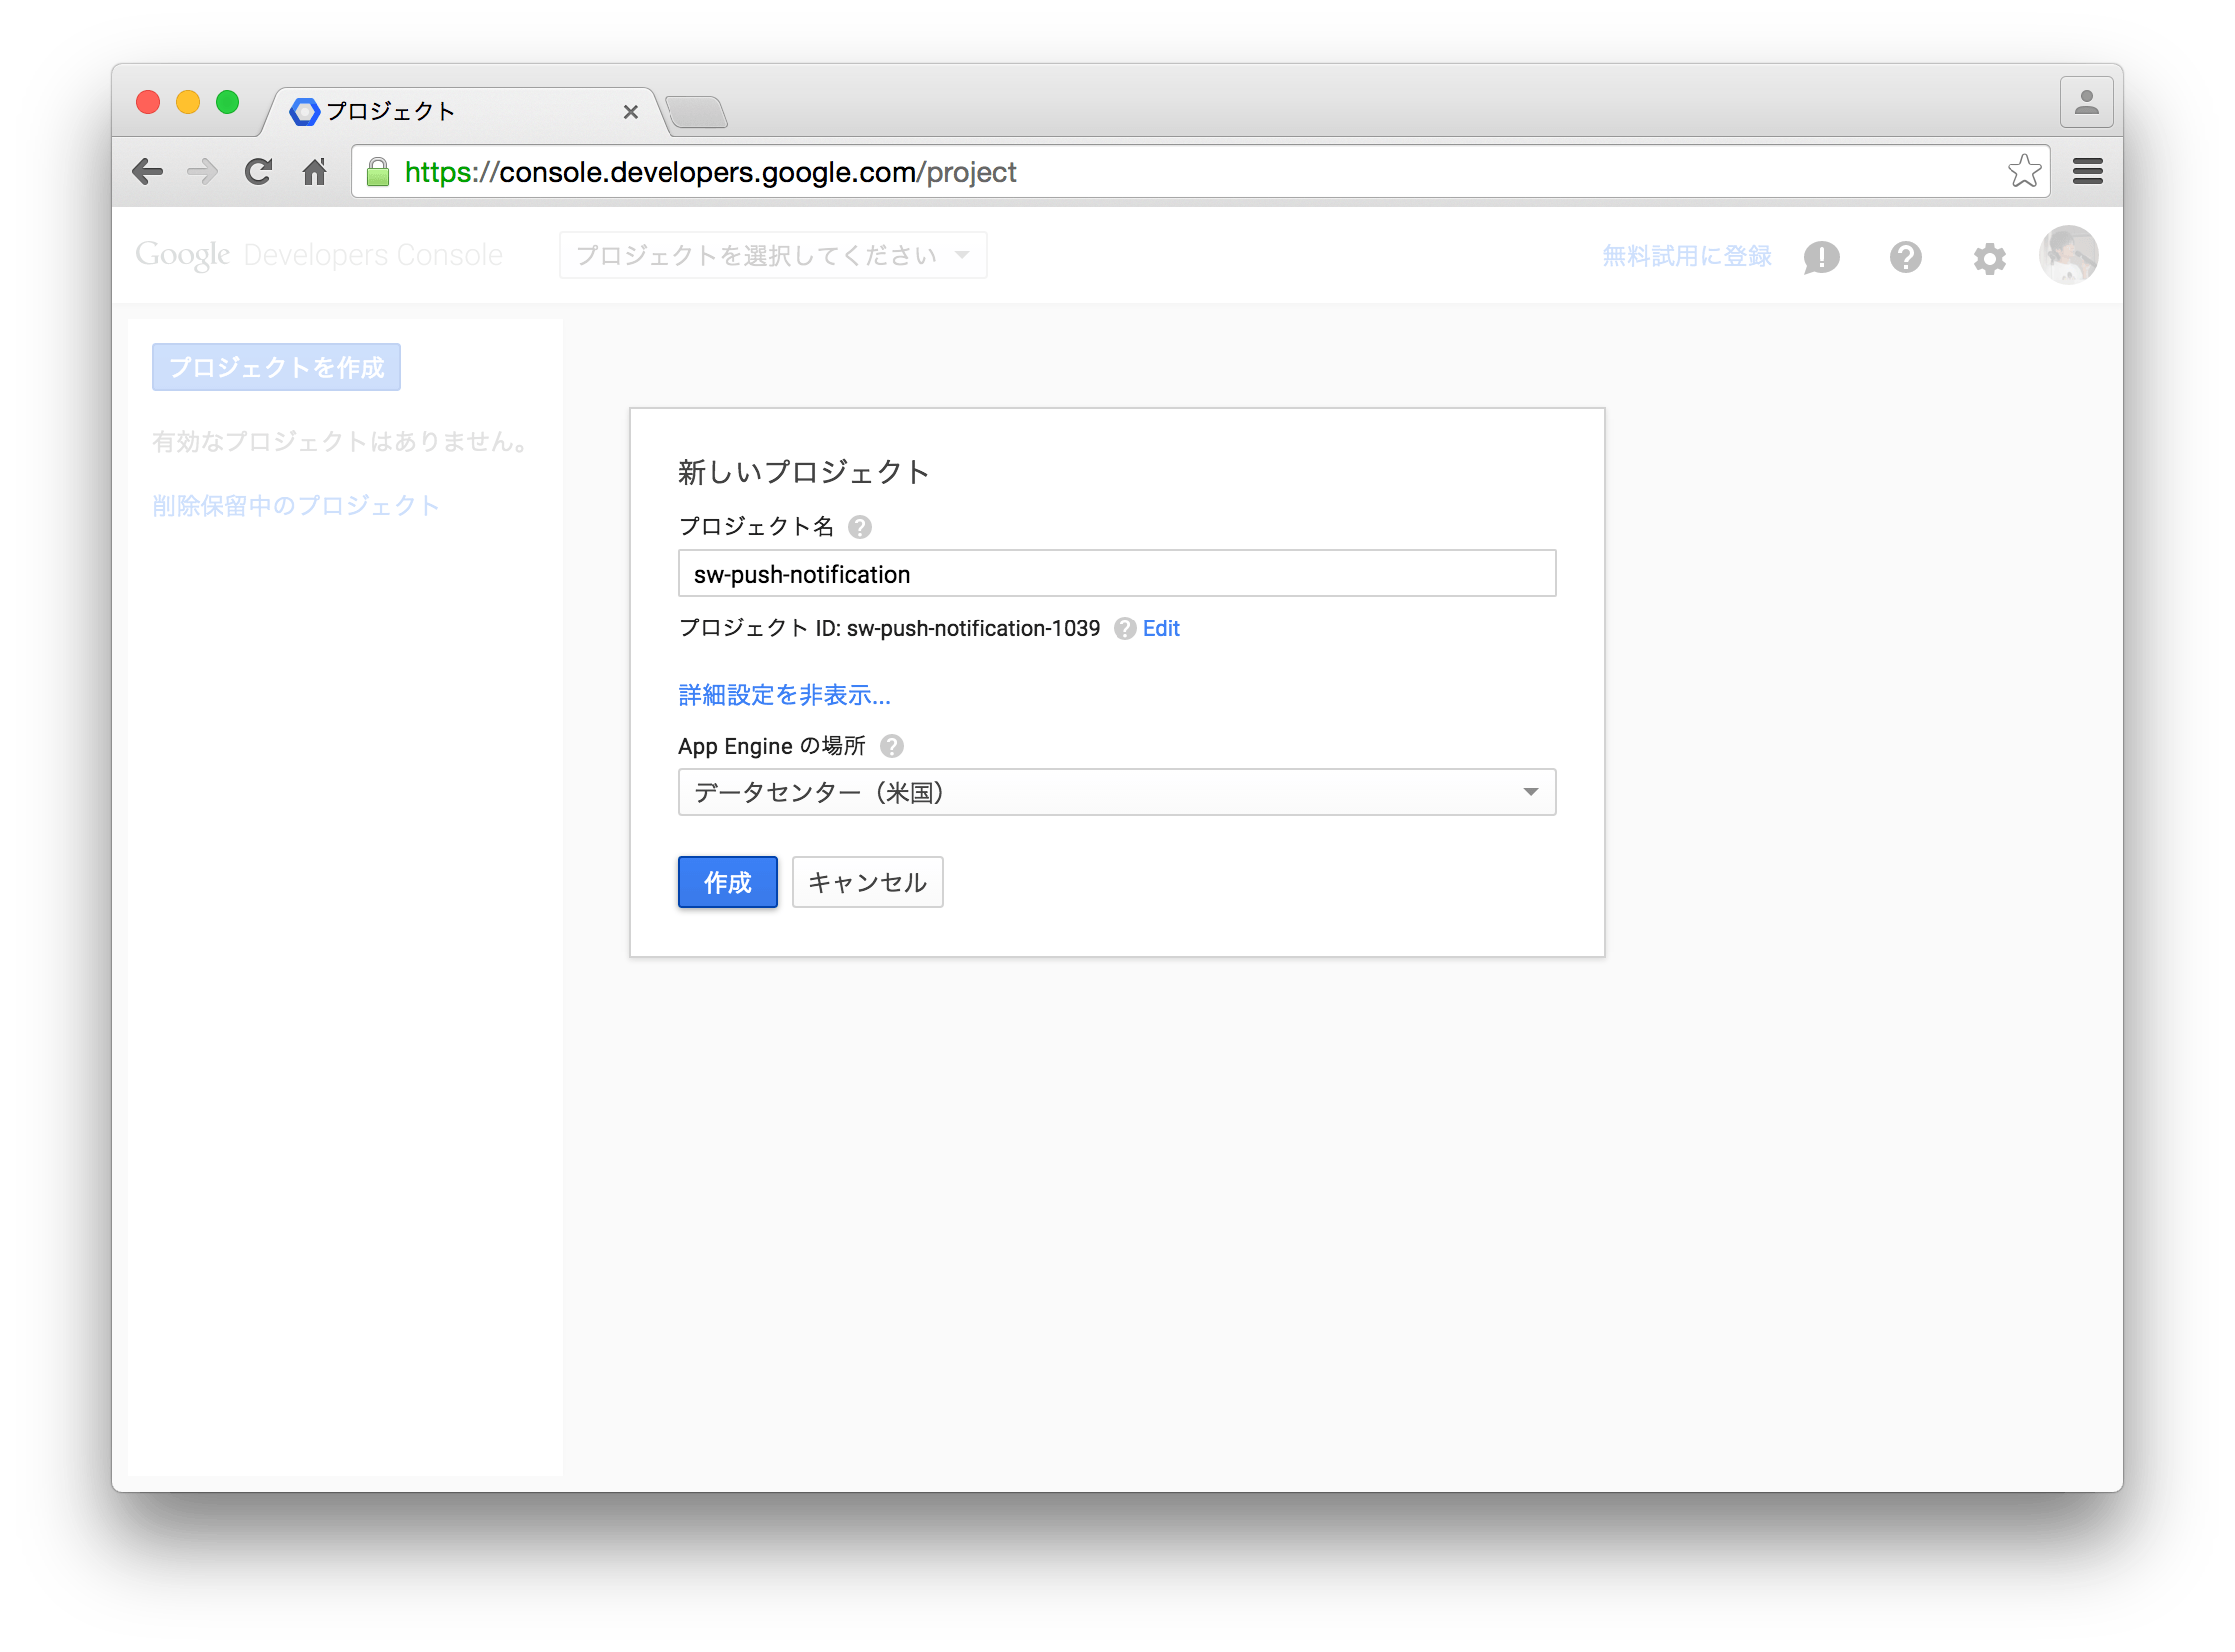 プロジェクト
https://console.developers.google.com/project
Google Developers Console
プロジェクトを選択してください
無料試用に登録
プロジェクトを作成
有効なプロジェクトはありません。
削除保留中のプロジェクト
新しいプロジェクト
プロジェクト名
sw-push-notification
プロジェクト ID: sw-push-notification-1039 Edit
詳細設定を非表示...
App Engine の場所
データセンター（米国）
作成 キャンセル